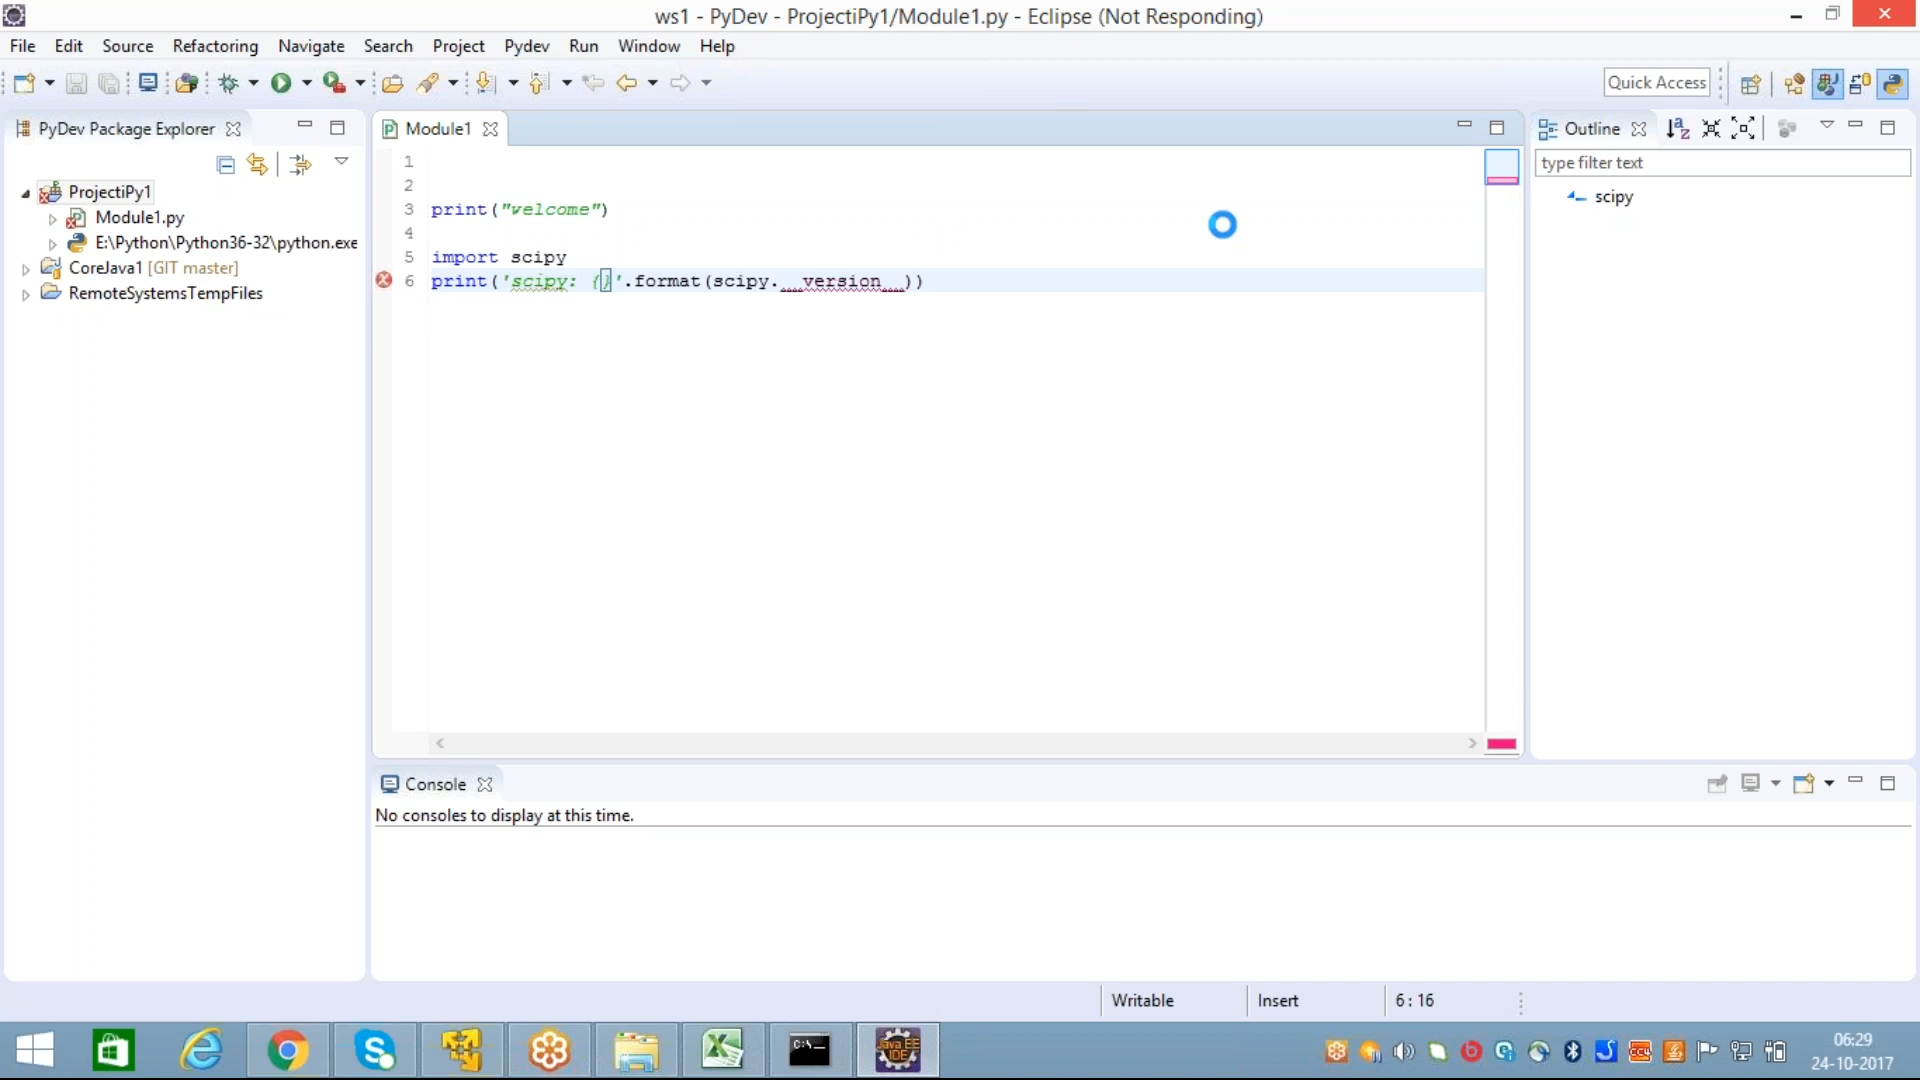 ws1 - PyDev - ProjectiPy1/Module1.py - Eclipse (Not Responding)
File Edit Source Refactoring Navigate Search Project Pydev Run Window Help
Quick Access
PyDev Package Explorer
ProjectiPy1
Module1.py
E:\Python\Python36-32\python.exe
CoreJava1 [GIT master]
RemoteSystemsTempFiles
Module1
1
2
3 print("welcome")
4
5 import scipy
6 print('scipy: {}'.format(scipy.__version__))
Outline
type filter text
scipy
Console
No consoles to display at this time.
Writable Insert 6 : 16
Java EE
IDE
C:\
06:29
24-10-2017